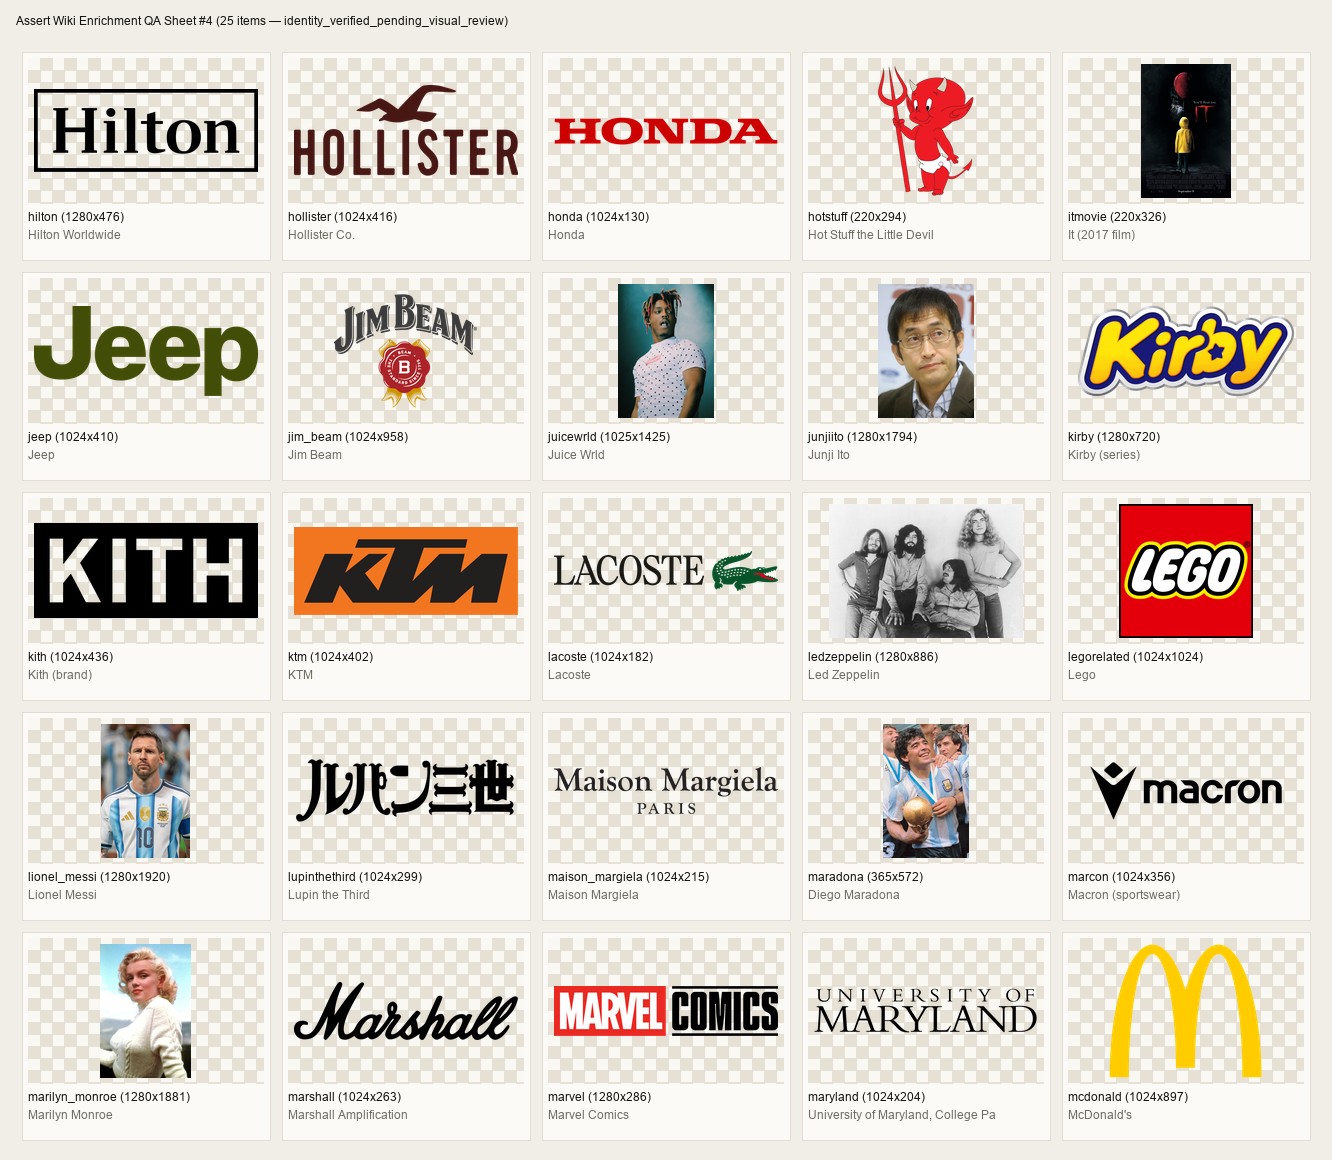 Assert Wiki Enrichment QA Sheet #4 (25 items — identity_verified_pending_visual_review)
Hilton
HOLLISTER
HONDA
IT
hilton (1280x476)
Hilton Worldwide
hollister (1024x416)
Hollister Co.
honda (1024x130)
Honda
hotstuff (220x294)
Hot Stuff the Little Devil
itmovie (220x326)
It (2017 film)
Jeep
JIM BEAM
B
Kirby
jeep (1024x410)
Jeep
jim_beam (1024x958)
Jim Beam
juicewrld (1025x1425)
Juice Wrld
junjiito (1280x1794)
Junji Ito
kirby (1280x720)
Kirby (series)
KITH
KTM
LACOSTE
LEGO
kith (1024x436)
Kith (brand)
ktm (1024x402)
KTM
lacoste (1024x182)
Lacoste
ledzeppelin (1280x886)
Led Zeppelin
legorelated (1024x1024)
Lego
10
ルパン三世
Maison Margiela
PARIS
macron
lionel_messi (1280x1920)
Lionel Messi
lupinthethird (1024x299)
Lupin the Third
maison_margiela (1024x215)
Maison Margiela
maradona (365x572)
Diego Maradona
marcon (1024x356)
Macron (sportswear)
Marshall
MARVEL COMICS
UNIVERSITY OF
MARYLAND
M
marilyn_monroe (1280x1881)
Marilyn Monroe
marshall (1024x263)
Marshall Amplification
marvel (1280x286)
Marvel Comics
maryland (1024x204)
University of Maryland, College Pa
mcdonald (1024x897)
McDonald's